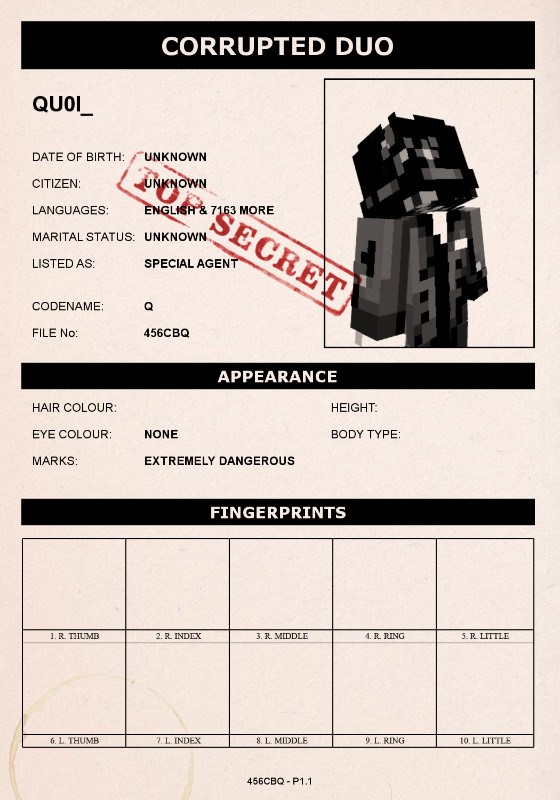 CORRUPTED DUO
QU0I_
DATE OF BIRTH: UNKNOWN
CITIZEN: UNKNOWN
LANGUAGES: ENGLISH & 7163 MORE
MARITAL STATUS: UNKNOWN
LISTED AS: SPECIAL AGENT
TOP SECRET
CODENAME: Q
FILE No: 456CBQ
APPEARANCE
HAIR COLOUR: HEIGHT:
EYE COLOUR: NONE BODY TYPE:
MARKS: EXTREMELY DANGEROUS
FINGERPRINTS
1. R. THUMB 2. R. INDEX 3. R. MIDDLE 4. R. RING 5. R. LITTLE
6. L. THUMB 7. L. INDEX 8. L. MIDDLE 9. L. RING 10. L. LITTLE
456CBQ - P1.1